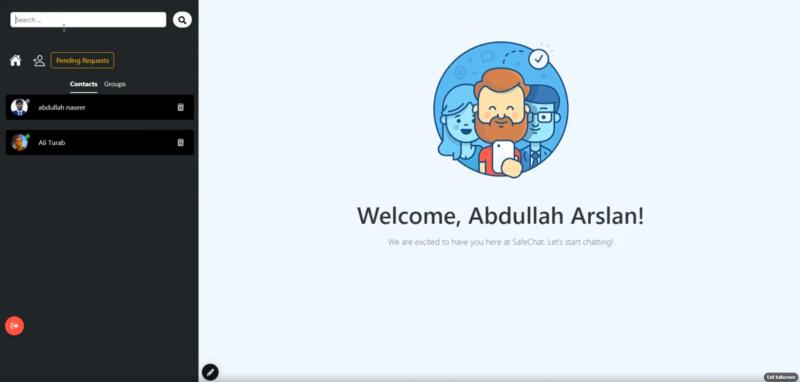 Search ...
Pending Requests
Contacts Groups
abdullah naseer
Ali Turab
Welcome, Abdullah Arslan!
We are excited to have you here at SafeChat. Let's start chatting!
Exit fullscreen